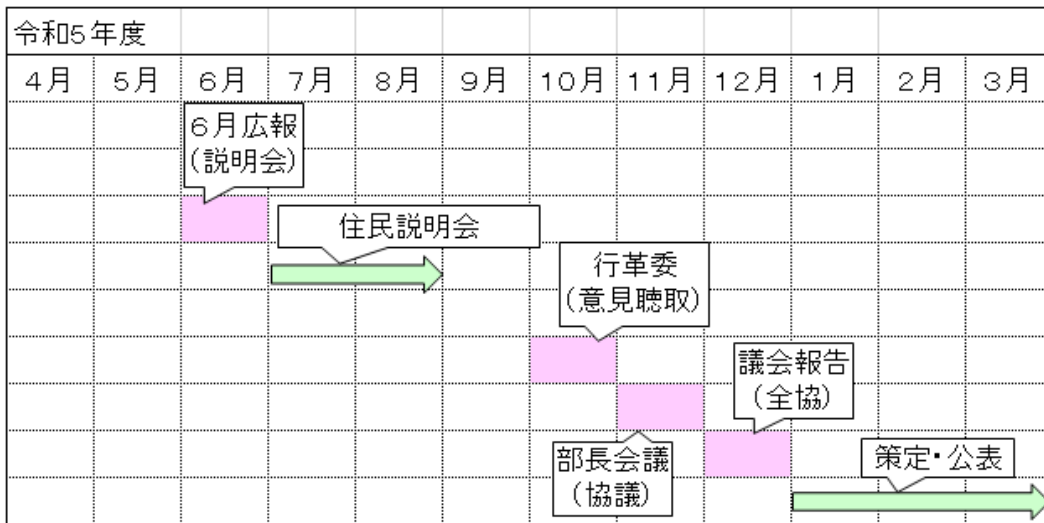 令和5年度
4月 5月 6月 7月 8月 9月 10月 11月 12月 1月 2月 3月
6月広報
(説明会)
住民説明会
行革委
(意見聴取)
議会報告
(全協)
部長会議
(協議)
策定・公表